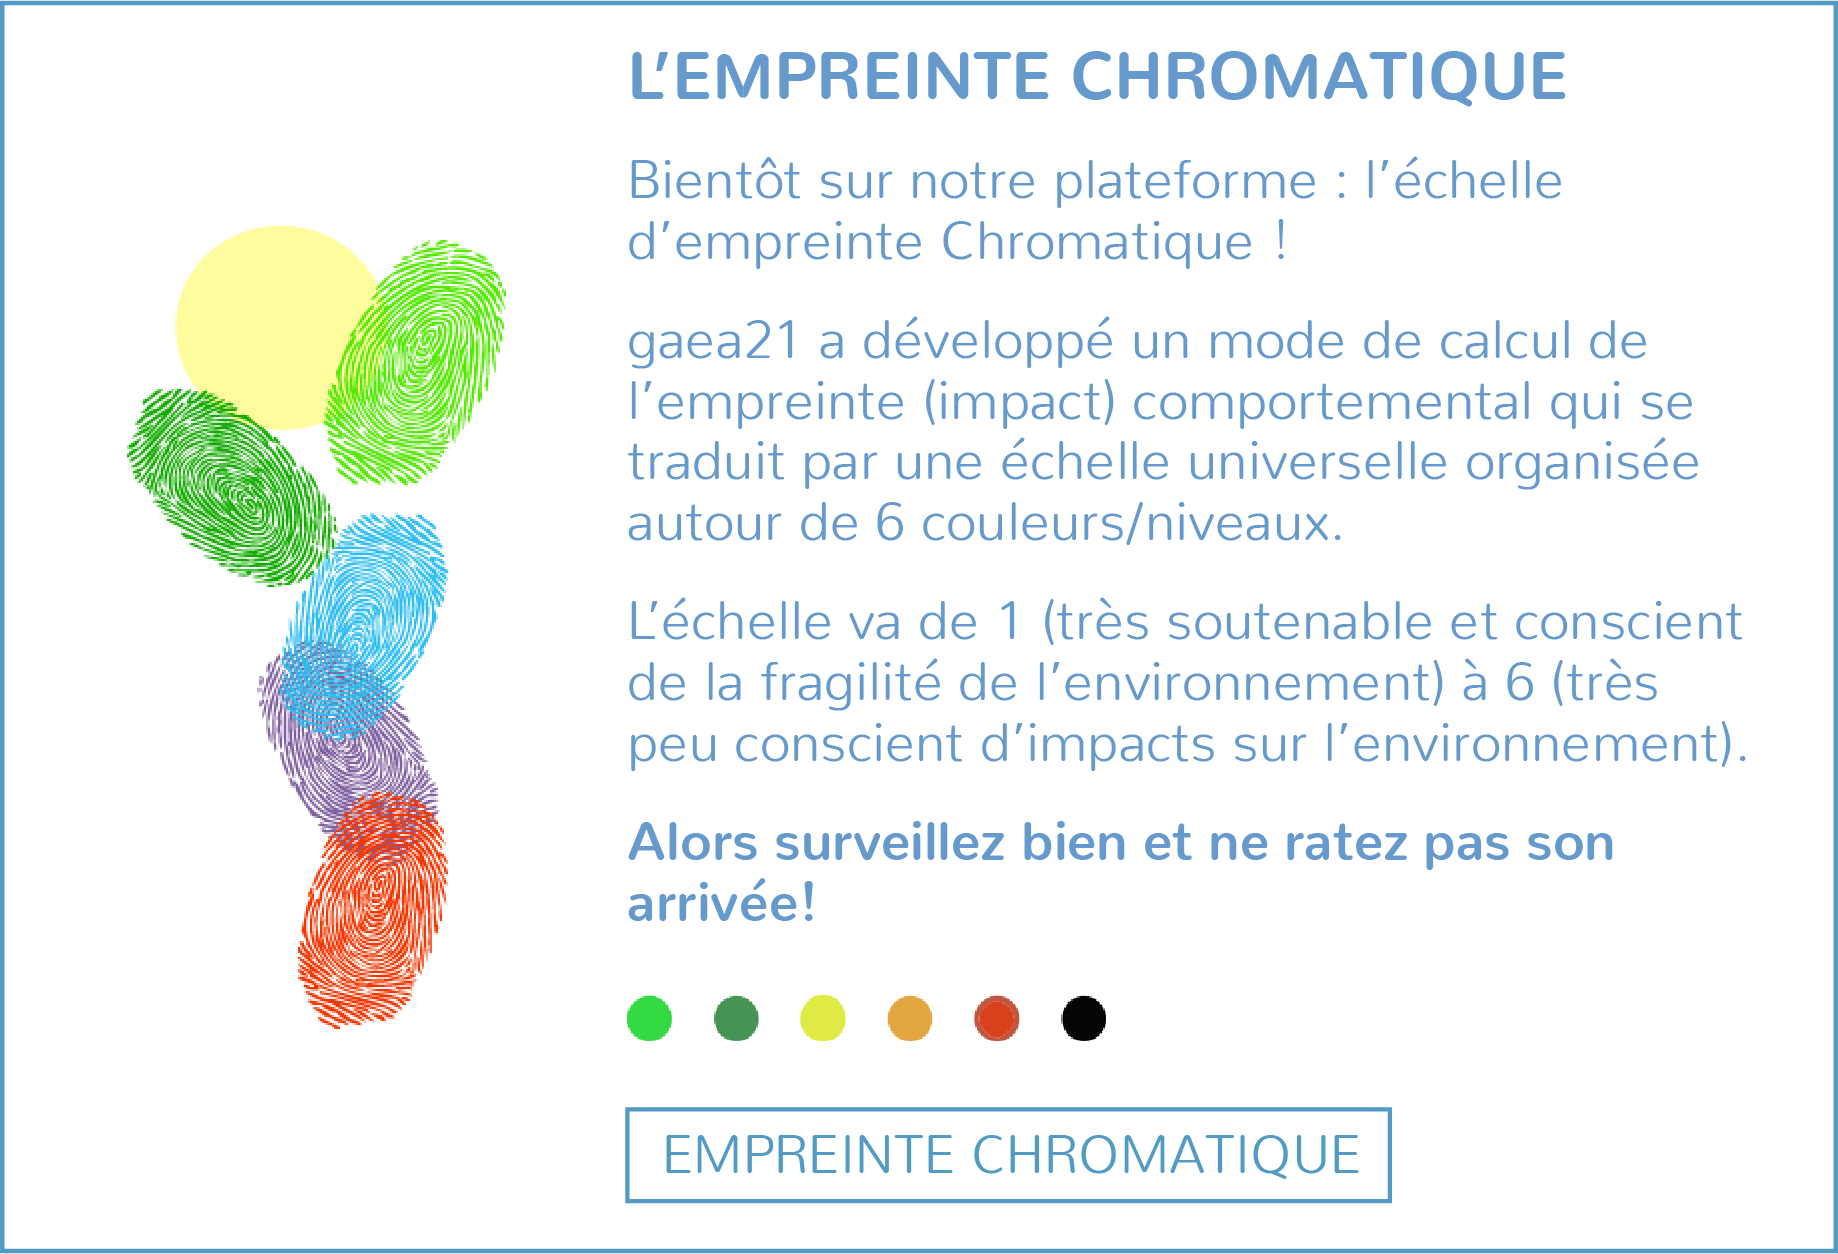 L’EMPREINTE CHROMATIQUE
Bientôt sur notre plateforme : l’échelle
d’empreinte Chromatique !
gaea21 a développé un mode de calcul de
l’empreinte (impact) comportemental qui se
traduit par une échelle universelle organisée
autour de 6 couleurs/niveaux.
L’échelle va de 1 (très soutenable et conscient
de la fragilité de l’environnement) à 6 (très
peu conscient d’impacts sur l’environnement).
Alors surveillez bien et ne ratez pas son
arrivée!
EMPREINTE CHROMATIQUE